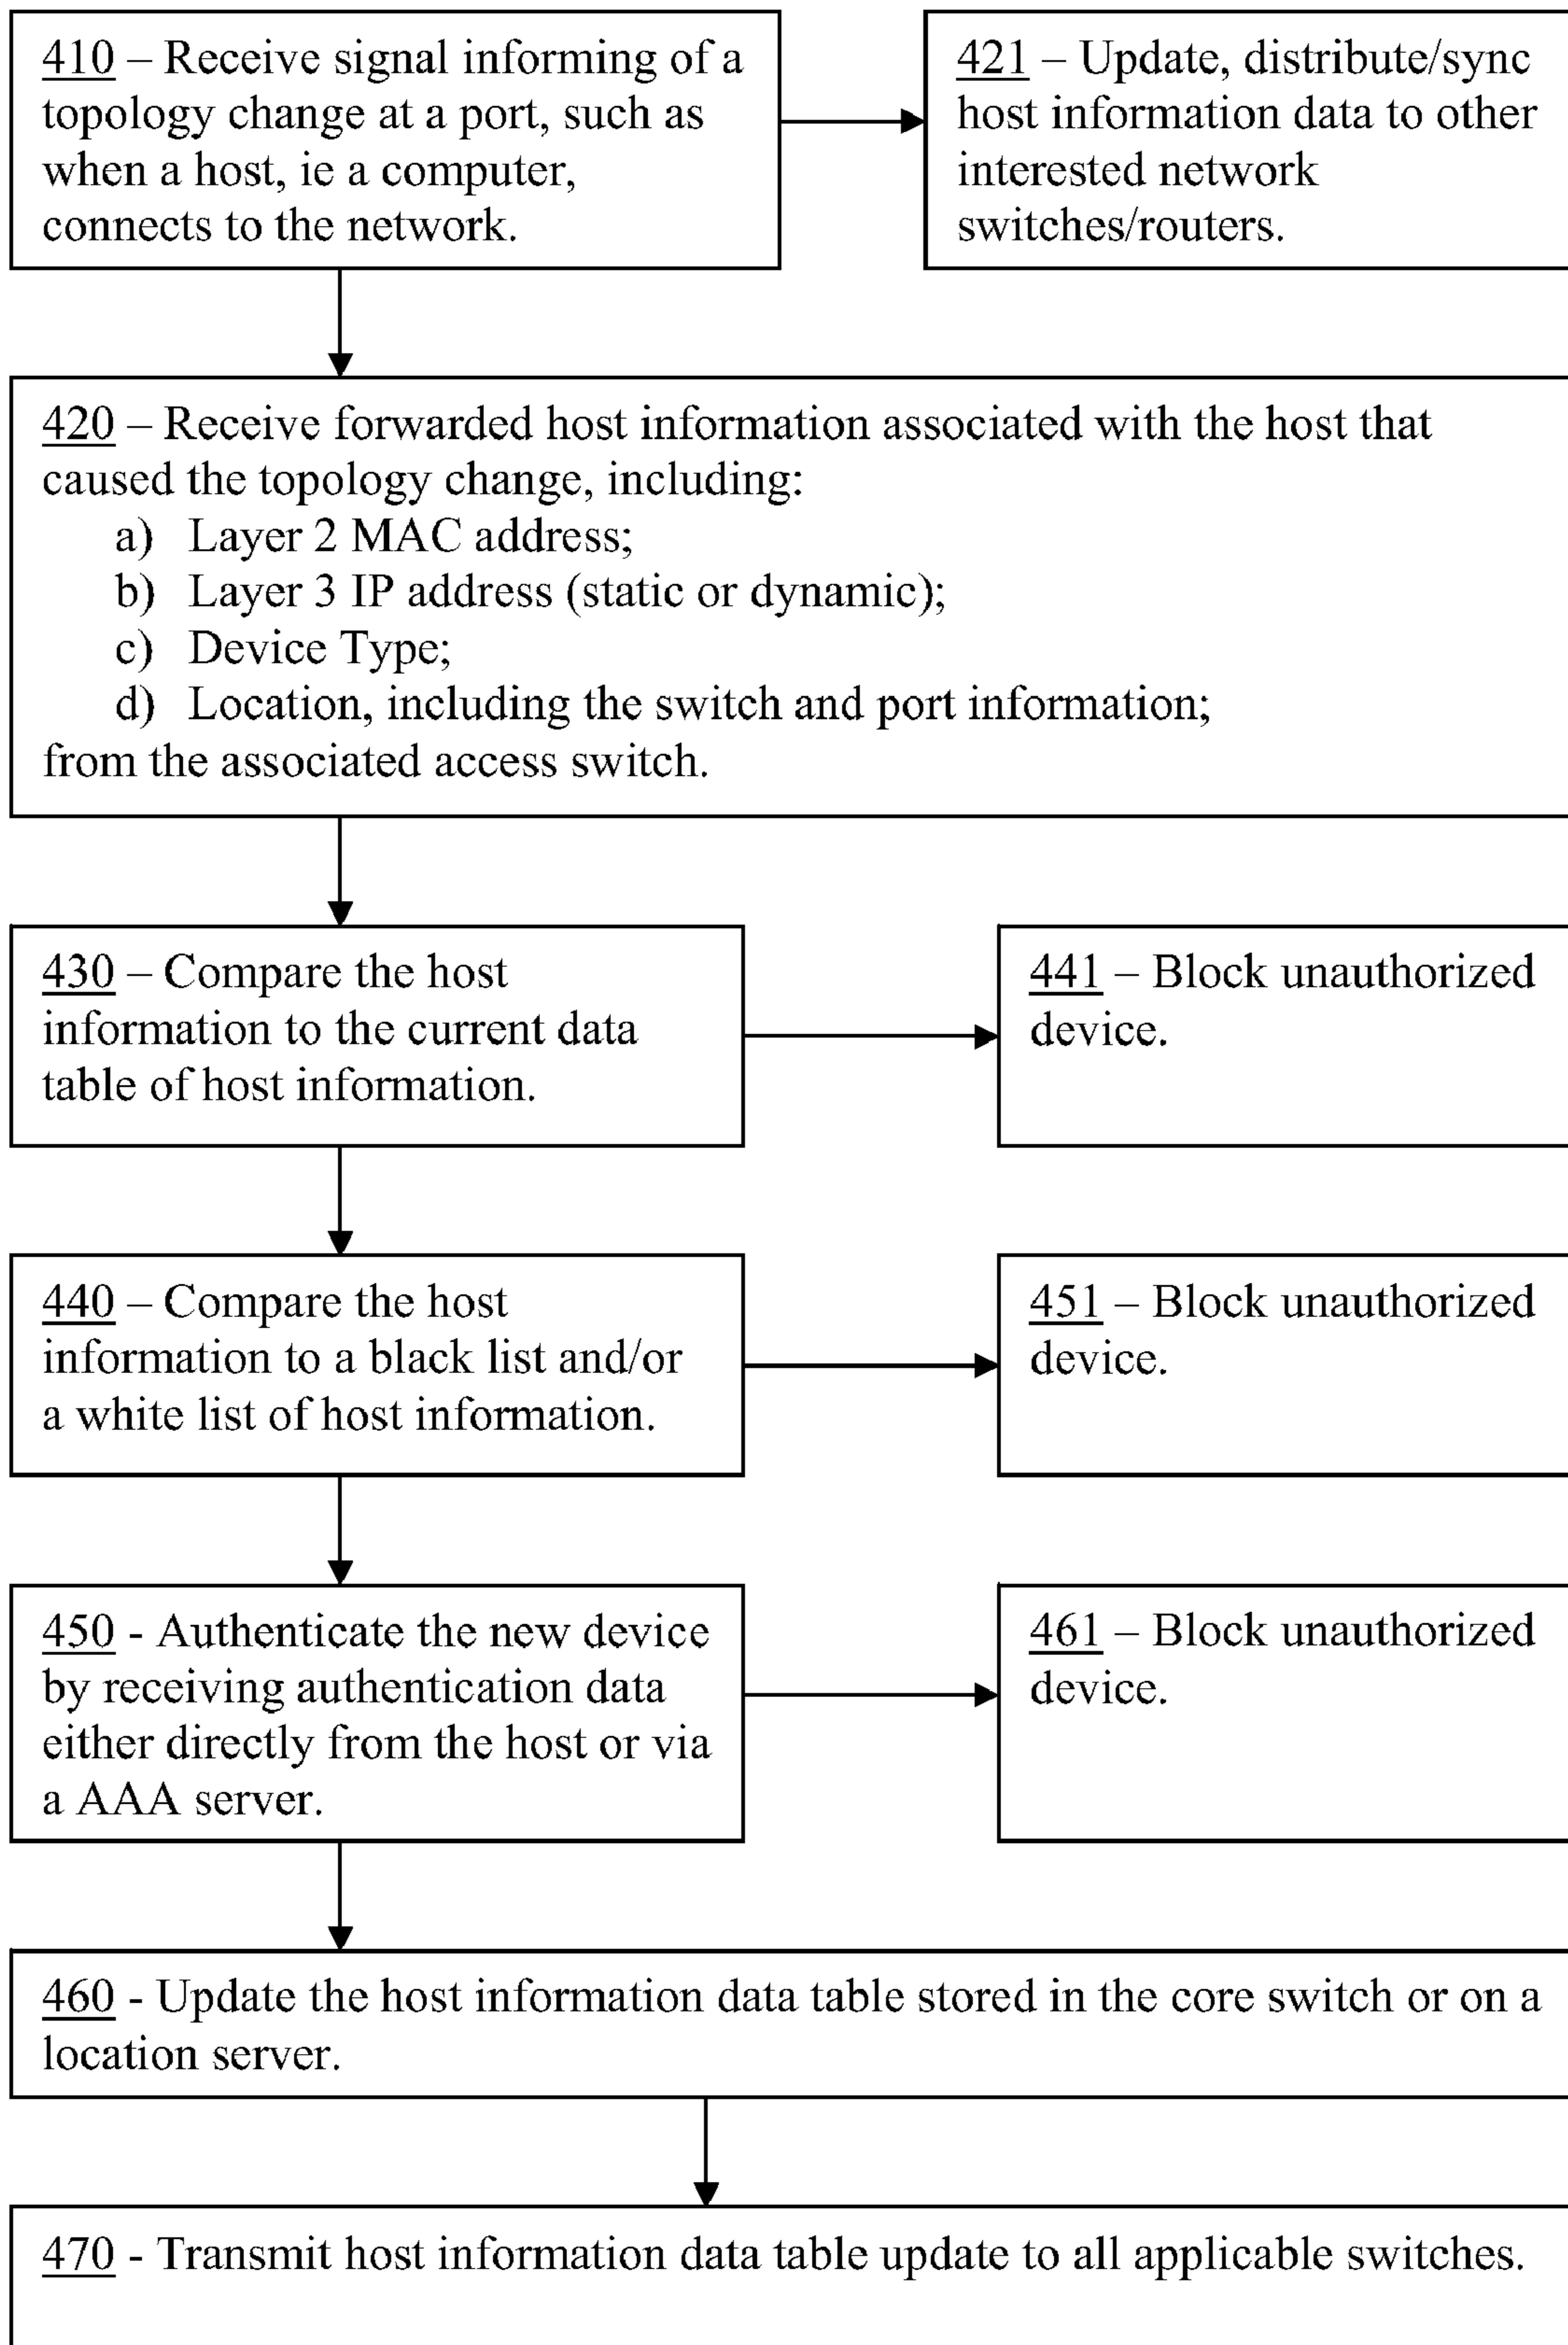 410 – Receive signal informing of a
topology change at a port, such as
when a host, ie a computer,
connects to the network.
421 – Update, distribute/sync
host information data to other
interested network
switches/routers.
420 – Receive forwarded host information associated with the host that
caused the topology change, including:
a) Layer 2 MAC address;
b) Layer 3 IP address (static or dynamic);
c) Device Type;
d) Location, including the switch and port information;
from the associated access switch.
430 – Compare the host
information to the current data
table of host information.
441 – Block unauthorized
device.
440 – Compare the host
information to a black list and/or
a white list of host information.
451 – Block unauthorized
device.
450 - Authenticate the new device
by receiving authentication data
either directly from the host or via
a AAA server.
461 – Block unauthorized
device.
460 - Update the host information data table stored in the core switch or on a
location server.
470 - Transmit host information data table update to all applicable switches.